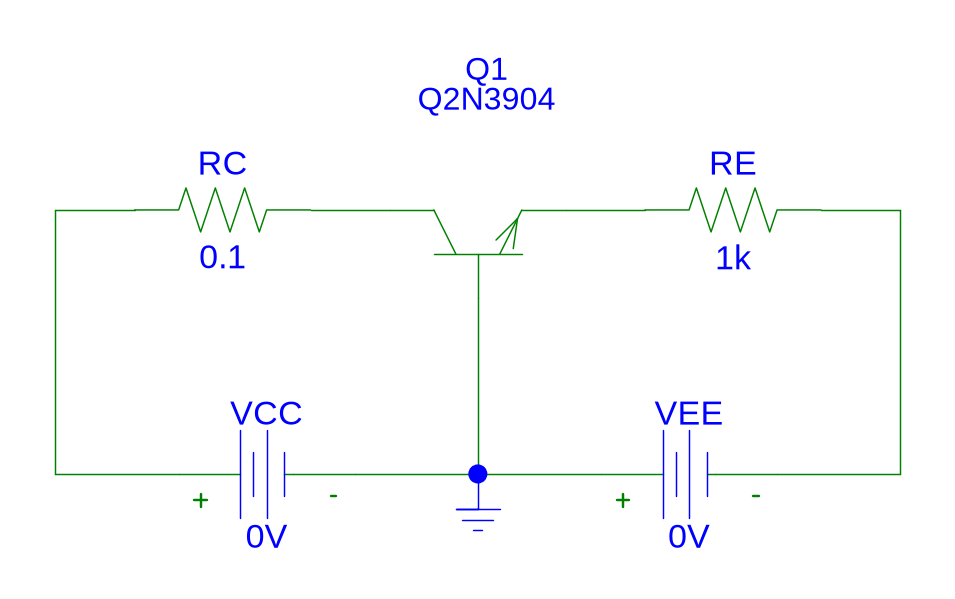 Q1
Q2N3904
RC
RE
0.1
1k
VCC
VEE
+ -
+ -
0V
0V